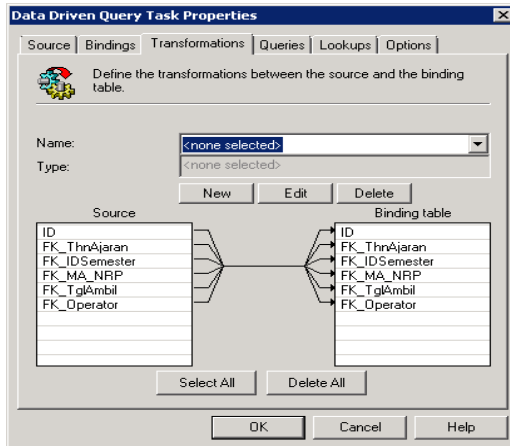 Data Driven Query Task Properties
Source Bindings Transformations Queries Lookups Options
Define the transformations between the source and the binding
table.
Name: <none selected>
Type: <none selected>
New Edit Delete
Source Binding table
ID ID
FK_ThnAjaran FK_ThnAjaran
FK_IDSemester FK_IDSemester
FK_MA_NRP FK_MA_NRP
FK_TglAmbil FK_TglAmbil
FK_Operator FK_Operator
Select All Delete All
OK Cancel Help